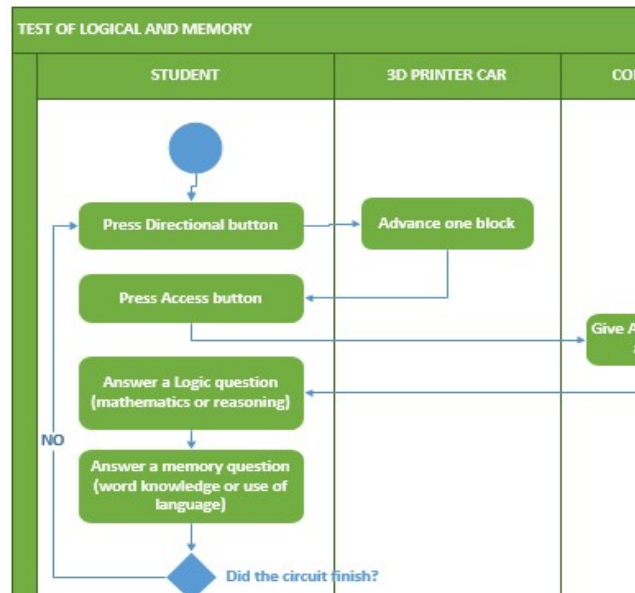 TEST OF LOGICAL AND MEMORY
STUDENT
3D PRINTER CAR
Press Directional button
Advance one block
Press Access button
Give
Answer a Logic question
(mathematics or reasoning)
NO
Answer a memory question
(word knowledge or use of
language)
Did the circuit finish?